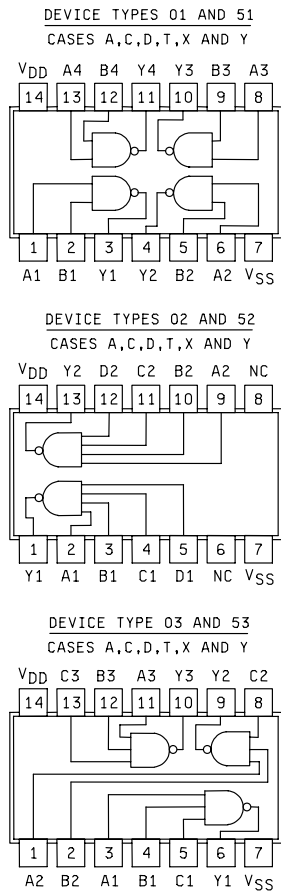 DEVICE TYPES 01 AND 51
CASES A,C,D,T,X AND Y
VDD A4 B4 Y4 Y3 B3 A3
14 13 12 11 10 9 8
1 2 3 4 5 6 7
A1 B1 Y1 Y2 B2 A2 VSS
DEVICE TYPES 02 AND 52
CASES A,C,D,T,X AND Y
VDD Y2 D2 C2 B2 A2 NC
14 13 12 11 10 9 8
1 2 3 4 5 6 7
Y1 A1 B1 C1 D1 NC VSS
DEVICE TYPE 03 AND 53
CASES A,C,D,T,X AND Y
VDD C3 B3 A3 Y3 Y2 C2
14 13 12 11 10 9 8
1 2 3 4 5 6 7
A2 B2 A1 B1 C1 Y1 VSS